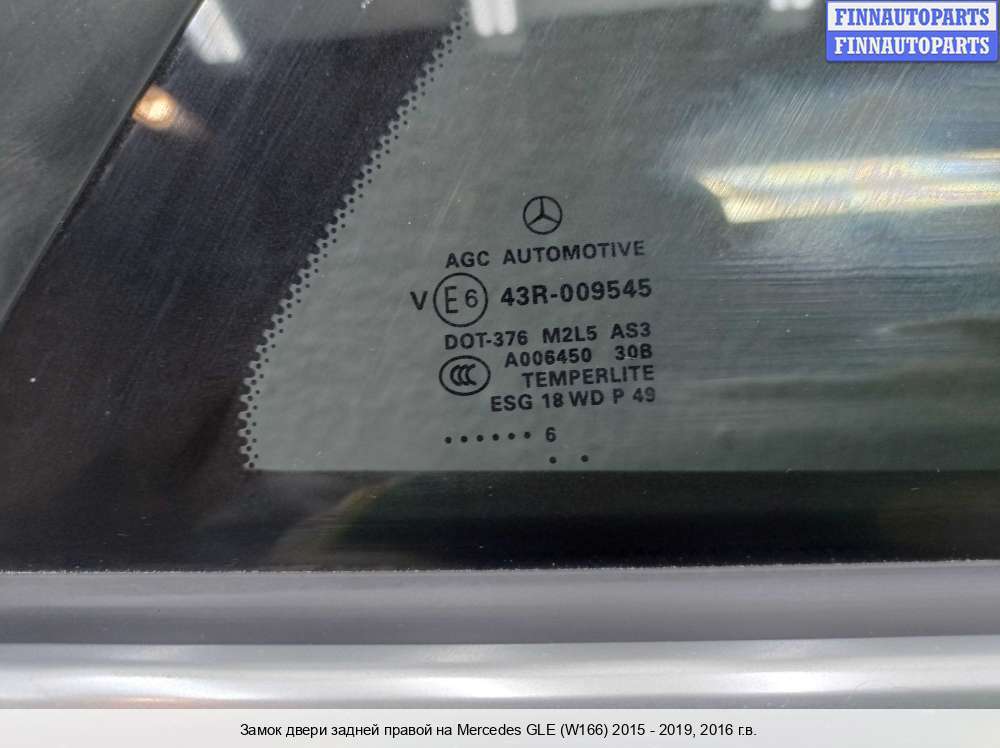 FINNAUTOPARTS
FINNAUTOPARTS
AGC AUTOMOTIVE
V E6 43R-009545
DOT-376 M2L5 AS3
A006450 30B
CCC
TEMPERLITE
ESG 18 WD P 49
...... 6
. .
Замок двери задней правой на Mercedes GLE (W166) 2015 - 2019, 2016 г.в.